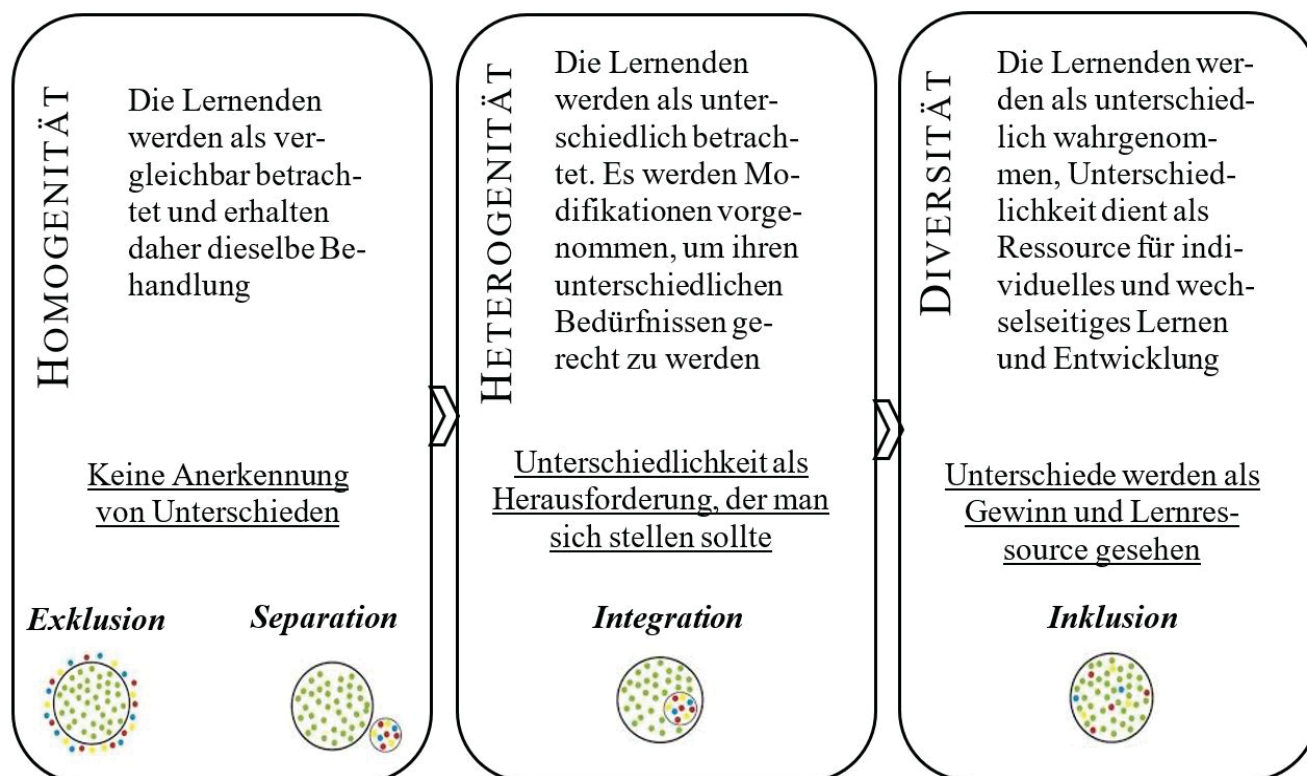 HOMOGENITÄT
Die Lernenden
werden als ver-
gleichbar betrach-
tet und erhalten
daher dieselbe Be-
handlung
Keine Anerkennung
von Unterschieden
Exklusion
Separation
HETEROGENITÄT
Die Lernenden
werden als unter-
schiedlich betrach-
tet. Es werden Mo-
difikationen vorge-
nommen, um ihren
unterschiedlichen
Bedürfnissen ge-
recht zu werden
Unterschiedlichkeit als
Herausforderung, der man
sich stellen sollte
Integration
DIVERSITÄT
Die Lernenden wer-
den als unterschied-
lich wahrgenom-
men, Unterschied-
lichkeit dient als
Ressource für indi-
viduelles und wech-
selseitiges Lernen
und Entwicklung
Unterschiede werden als
Gewinn und Lernres-
source gesehen
Inklusion